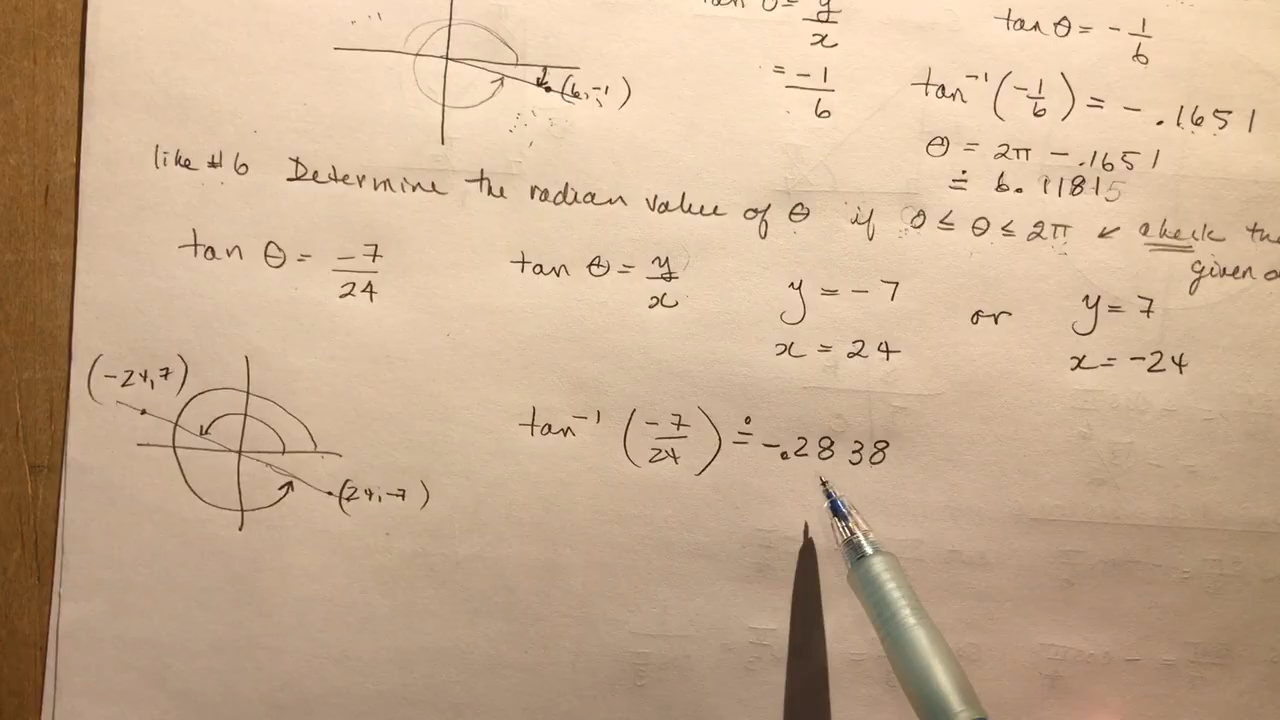 tan θ = y/x
= -1/6
(6, -1)
tan θ = -1/6
tan⁻¹(-1/6) = -.1651
θ = 2π - .1651
≐ 6.11815
like #6 Determine the radian value of θ if 0 ≤ θ ≤ 2π ↙ check the
given
tan θ = -7/24
tan θ = y/x
y = -7
x = 24
or
y = 7
x = -24
(-24, 7)
(24, -7)
tan⁻¹(-7/24) ≐ -.2838